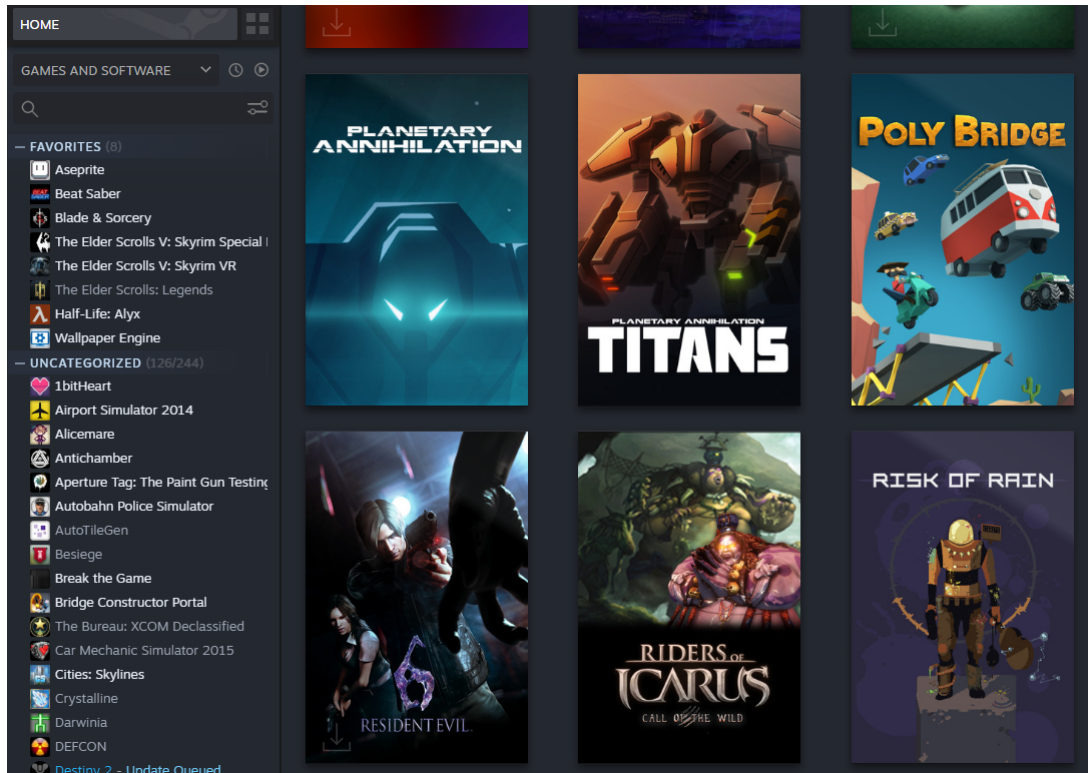 HOME
GAMES AND SOFTWARE
— FAVORITES (8)
Aseprite
BEAT SABER
Beat Saber
Blade & Sorcery
The Elder Scrolls V: Skyrim Special
The Elder Scrolls V: Skyrim VR
The Elder Scrolls: Legends
Half-Life: Alyx
Wallpaper Engine
— UNCATEGORIZED (126/244)
1bitHeart
Airport Simulator 2014
Alicemare
Antichamber
Aperture Tag: The Paint Gun Testing
Autobahn Police Simulator
AutoTileGen
Besiege
Break the Game
Bridge Constructor Portal
The Bureau: XCOM Declassified
Car Mechanic Simulator 2015
Cities: Skylines
Crystalline
Darwinia
DEFCON
Destiny 2 - Update Queued
PLANETARY
ANNIHILATION
PLANETARY ANNIHILATION
TITANS
POLY BRIDGE
6
RESIDENT EVIL
RIDERS OF
ICARUS
CALL OF THE WILD
RISK OF RAIN